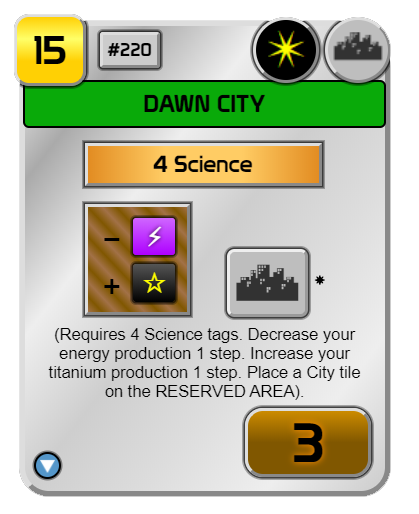 15
#220
DAWN CITY
4 Science
-
+
*
(Requires 4 Science tags. Decrease your
energy production 1 step. Increase your
titanium production 1 step. Place a City tile
on the RESERVED AREA).
3